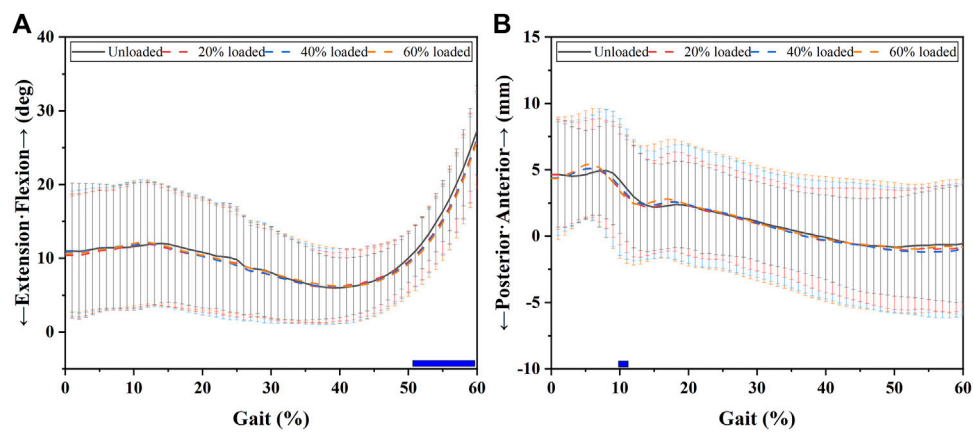 A
Unloaded 20% loaded 40% loaded 60% loaded
←Extension·Flexion→ (deg)
40
30
20
10
0
0 10 20 30 40 50 60
Gait (%)
B
Unloaded 20% loaded 40% loaded 60% loaded
←Posterior·Anterior→ (mm)
15
10
5
0
-5
-10
0 10 20 30 40 50 60
Gait (%)